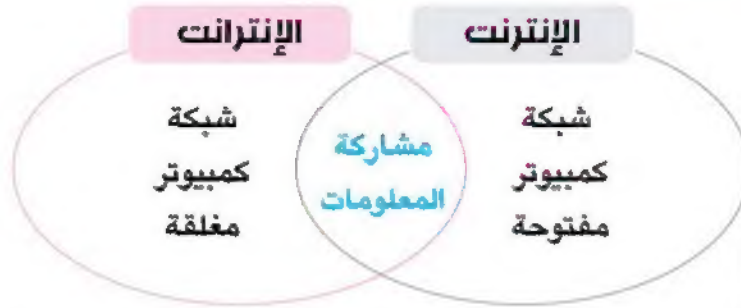 الإنترنت
الإنترانت
شبكة
كمبيوتر
مفتوحة
مشاركة
المعلومات
شبكة
كمبيوتر
مغلقة